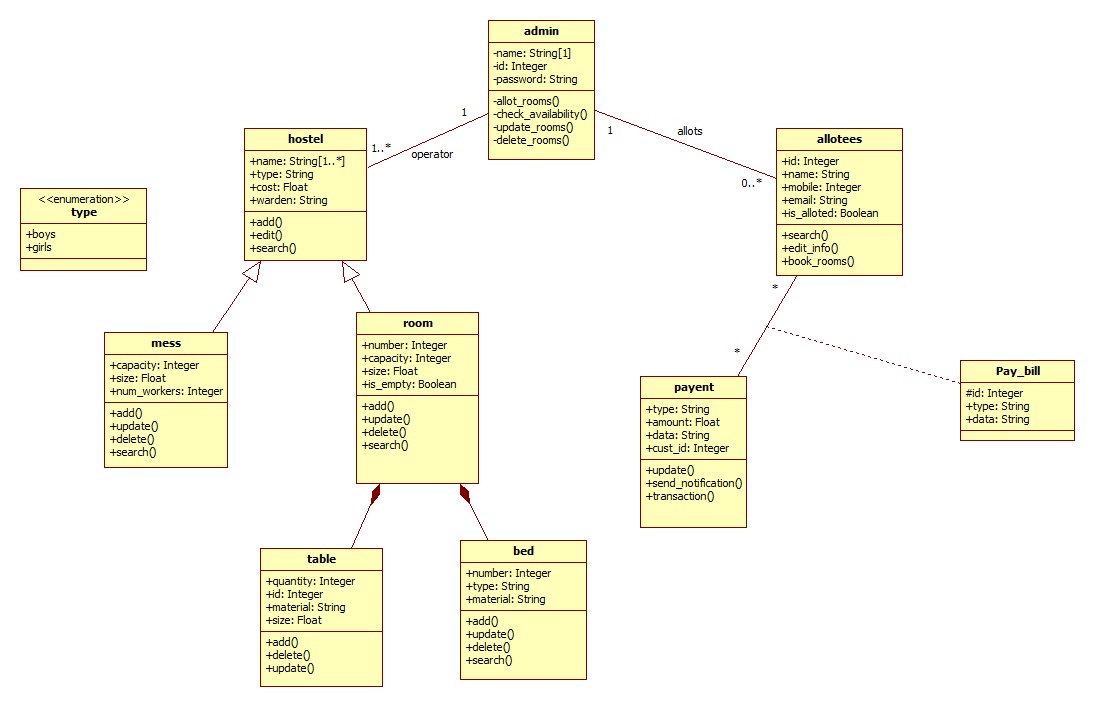 admin
-name: String[1]
-id: Integer
-password: String
-allot_rooms()
-check_availability()
-update_rooms()
-delete_rooms()
1
1..*
operator
1
allots
0..*
hostel
+name: String[1..*]
+type: String
+cost: Float
+warden: String
+add()
+edit()
+search()
allotees
+id: Integer
+name: String
+mobile: Integer
+email: String
+is_alloted: Boolean
+search()
+edit_info()
+book_rooms()
<<enumeration>>
type
+boys
+girls
*
*
mess
+capacity: Integer
+size: Float
+num_workers: Integer
+add()
+update()
+delete()
+search()
room
+number: Integer
+capacity: Integer
+size: Float
+is_empty: Boolean
+add()
+update()
+delete()
+search()
payent
+type: String
+amount: Float
+data: String
+cust_id: Integer
+update()
+send_notification()
+transaction()
Pay_bill
#id: Integer
+type: String
+data: String
table
+quantity: Integer
+id: Integer
+material: String
+size: Float
+add()
+delete()
+update()
bed
+number: Integer
+type: String
+material: String
+add()
+update()
+delete()
+search()